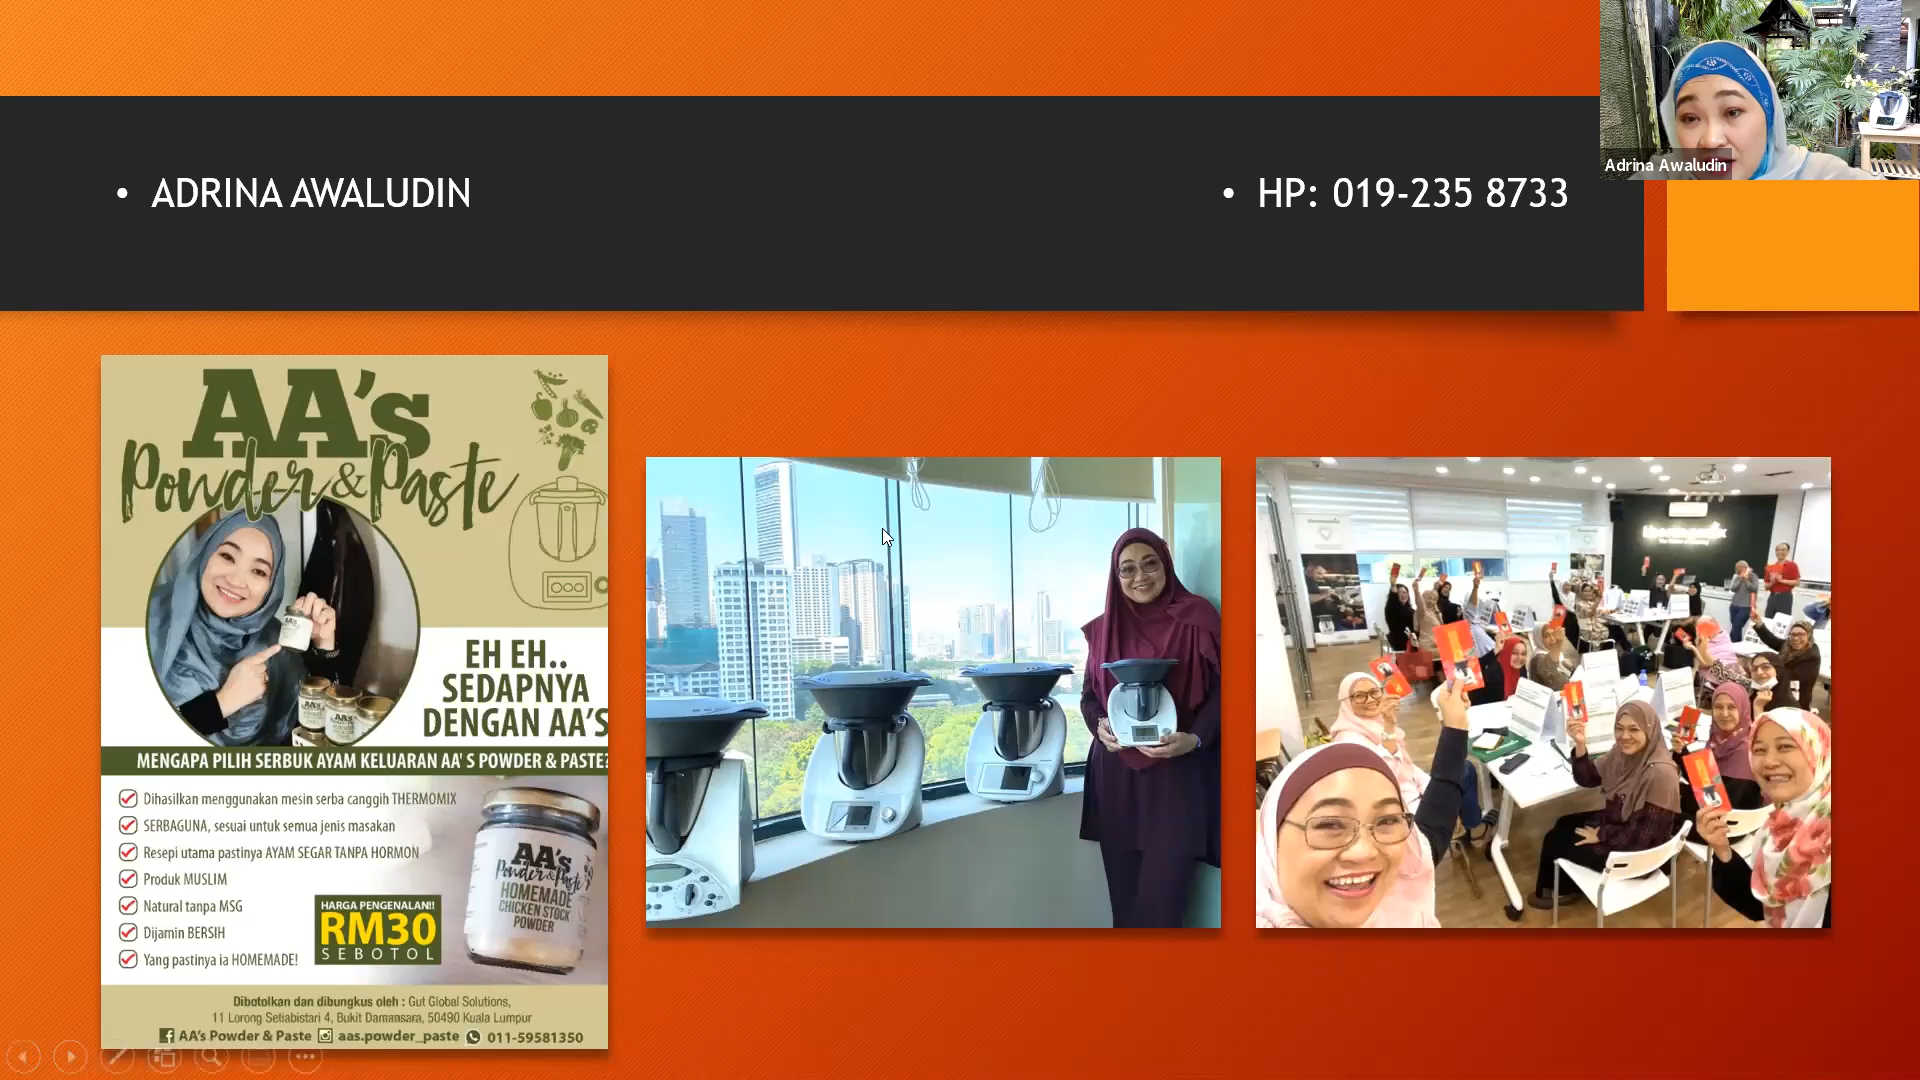 ADRINA AWALUDIN
HP: 019-235 8733
Adrina Awaludin
AA's
Powder & Paste
EH EH..
SEDAPNYA
DENGAN AA'S
MENGAPA PILIH SERBUK AYAM KELUARAN AA' S POWDER & PASTE?
Dihasilkan menggunakan mesin serba canggih THERMOMIX
SERBAGUNA, sesuai untuk semua jenis masakan
Resepi utama pastinya AYAM SEGAR TANPA HORMON
Produk MUSLIM
Natural tanpa MSG
Dijamin BERSIH
Yang pastinya ia HOMEMADE!
HARGA PENGENALAN!!
RM30
SEBOTOL
AA's
Powder & Paste
HOMEMADE
CHICKEN STOCK
POWDER
Dibotolkan dan dibungkus oleh : Gut Global Solutions,
11 Lorong Setiabistari 4, Bukit Damansara, 50490 Kuala Lumpur
AA's Powder & Paste aas.powder_paste 011-59581350